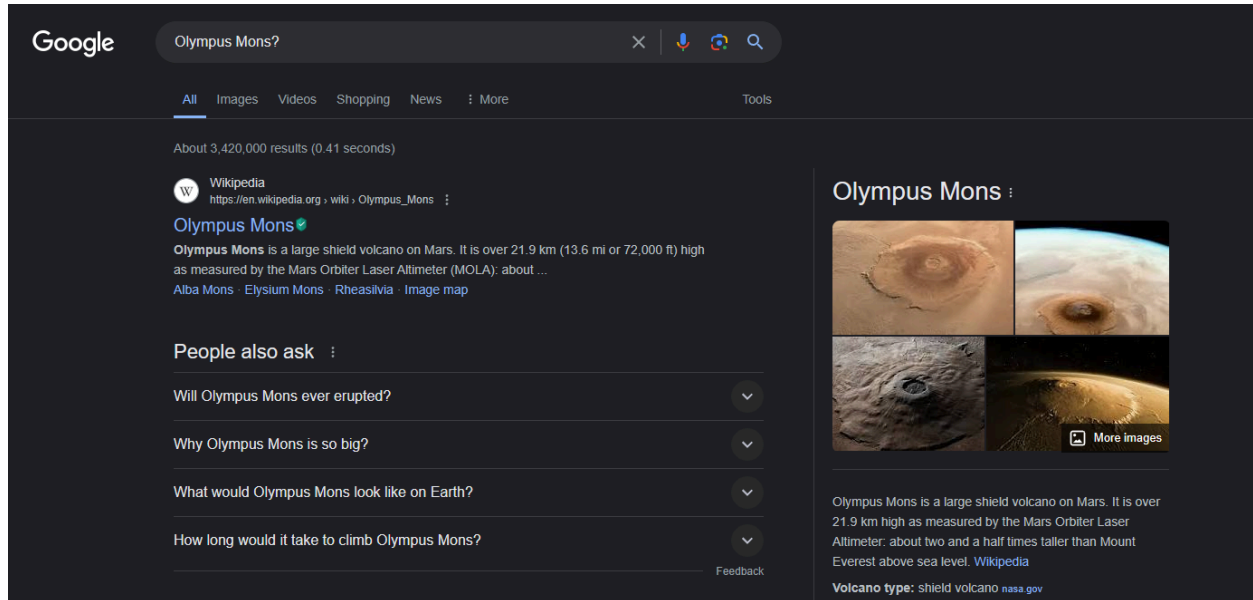 Google
Olympus Mons?
All Images Videos Shopping News More
Tools
About 3,420,000 results (0.41 seconds)
W
Wikipedia
https://en.wikipedia.org › wiki › Olympus_Mons
Olympus Mons
Olympus Mons is a large shield volcano on Mars. It is over 21.9 km (13.6 mi or 72,000 ft) high
as measured by the Mars Orbiter Laser Altimeter (MOLA): about ...
Alba Mons · Elysium Mons · Rheasilvia · Image map
People also ask
Will Olympus Mons ever erupted?
Why Olympus Mons is so big?
What would Olympus Mons look like on Earth?
How long would it take to climb Olympus Mons?
Feedback
Olympus Mons
More images
Olympus Mons is a large shield volcano on Mars. It is over
21.9 km high as measured by the Mars Orbiter Laser
Altimeter: about two and a half times taller than Mount
Everest above sea level. Wikipedia
Volcano type: shield volcano nasa.gov